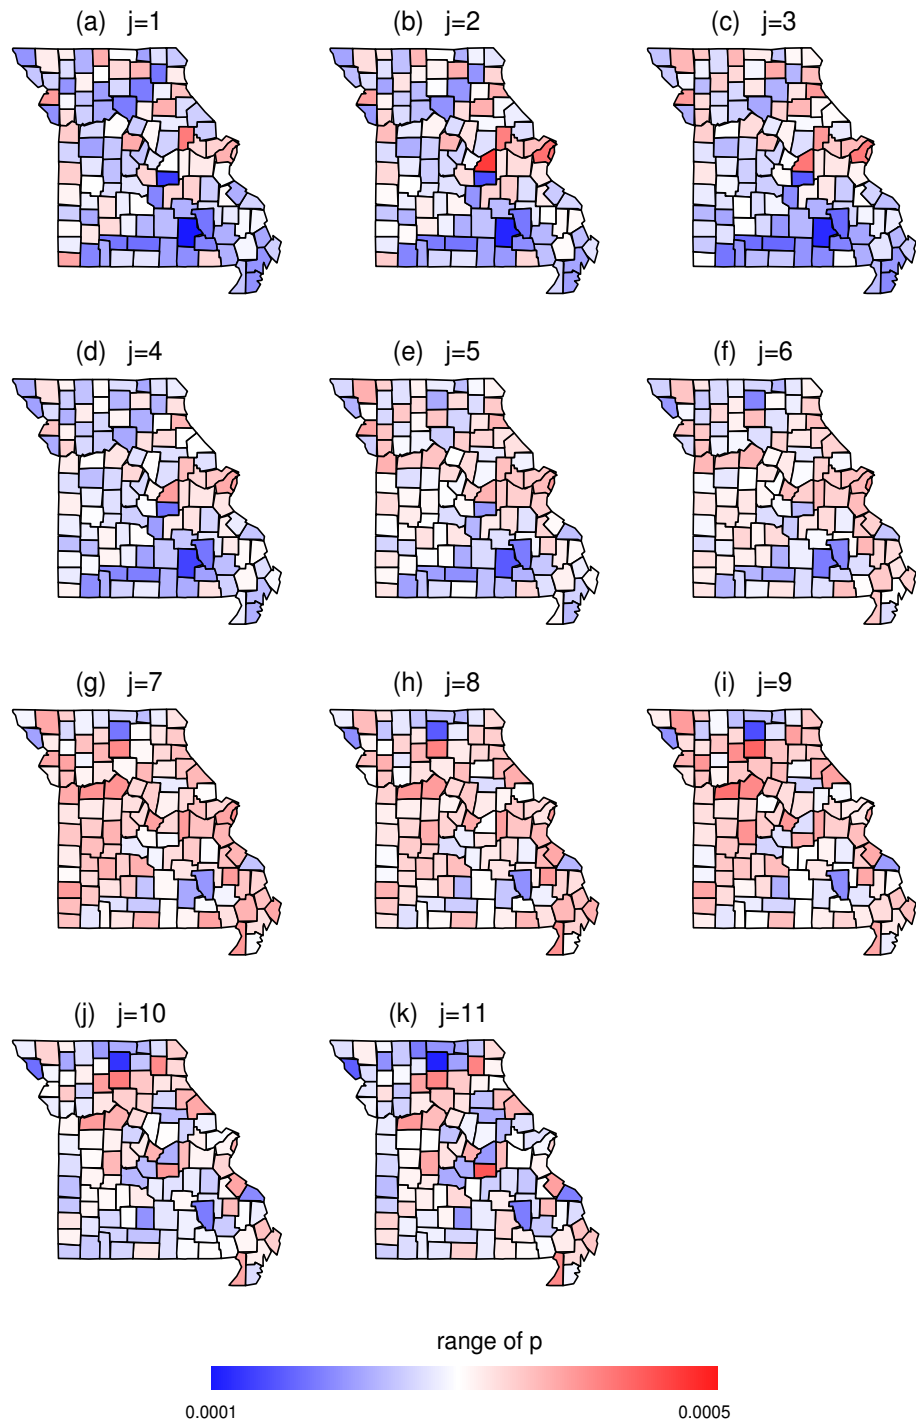 (a) j=1
(b) j=2
(c) j=3
(d) j=4
(e) j=5
(f) j=6
(g) j=7
(h) j=8
(i) j=9
(j) j=10
(k) j=11
range of p
0.0001
0.0005